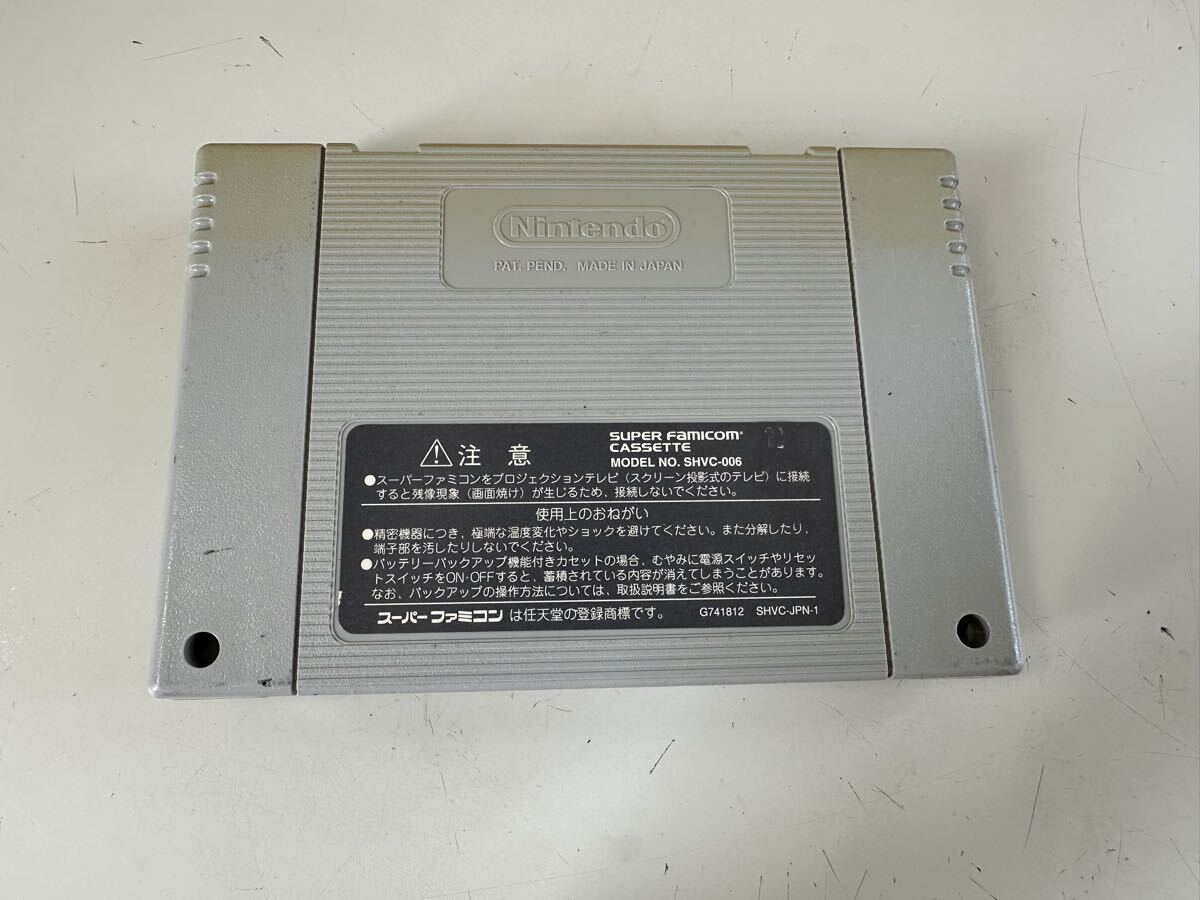 Nintendo®
PAT. PEND. MADE IN JAPAN
注意
SUPER FAMICOM®
CASSETTE
MODEL NO. SHVC-006
●スーパーファミコンをプロジェクションテレビ（スクリーン投影式のテレビ）に接続
すると残像現象（画面焼け）が生じるため、接続しないでください。
使用上のおねがい
●精密機器につき、極端な温度変化やショックを避けてください。また分解したり、
端子部を汚したりしないでください。
●バッテリーバックアップ機能付きカセットの場合、むやみに電源スイッチやリセッ
トスイッチをON・OFFすると、蓄積されている内容が消えてしまうことがあります。
なお、バックアップの操作方法については、取扱説明書をご参照ください。
スーパーファミコンは任天堂の登録商標です。
G741812 SHVC-JPN-1